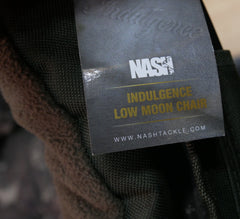 NASH
INDULGENCE
LOW MOON CHAIR
WWW.NASHTACKLE.COM